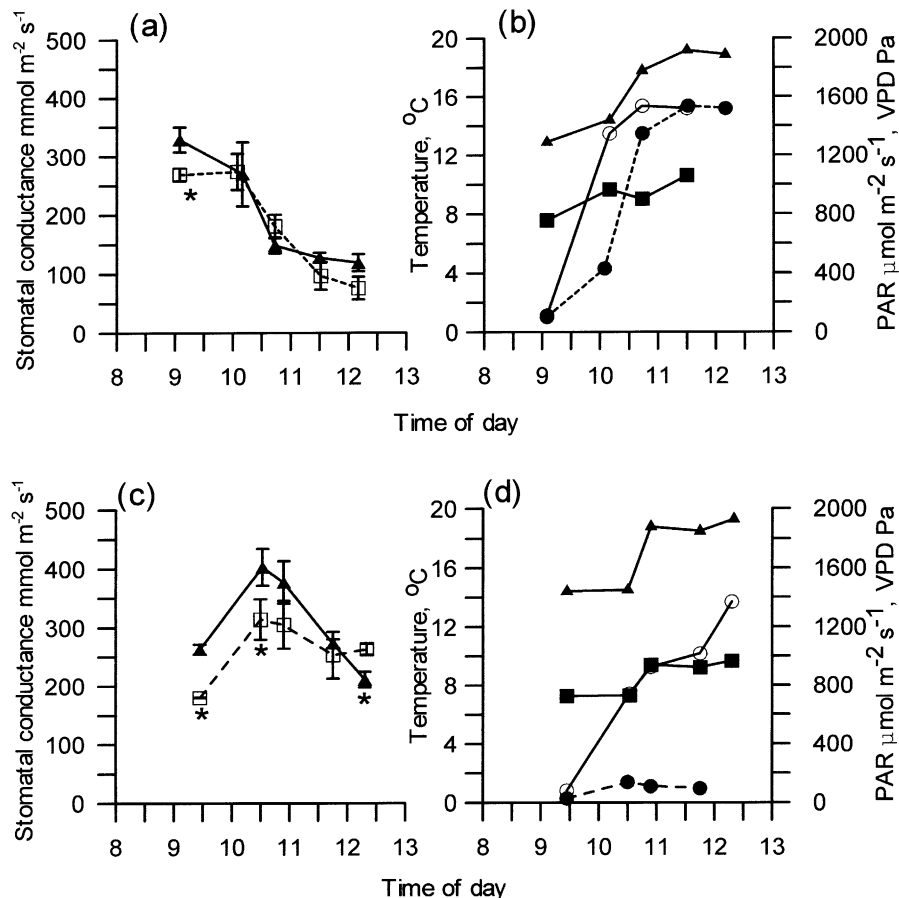 (a)
Stomatal conductance mmol m-2 s-1
500
400
300
200
100
0
*
8 9 10 11 12 13
(b)
Temperature, oC
20
16
12
8
4
0
8 9 10 11 12 13
PAR μmol m-2 s-1, VPD Pa
2000
1600
1200
800
400
0
Time of day
(c)
Stomatal conductance mmol m-2 s-1
500
400
300
200
100
0
*
*
*
8 9 10 11 12 13
(d)
Temperature, oC
20
16
12
8
4
0
8 9 10 11 12 13
PAR μmol m-2 s-1, VPD Pa
2000
1600
1200
800
400
0
Time of day